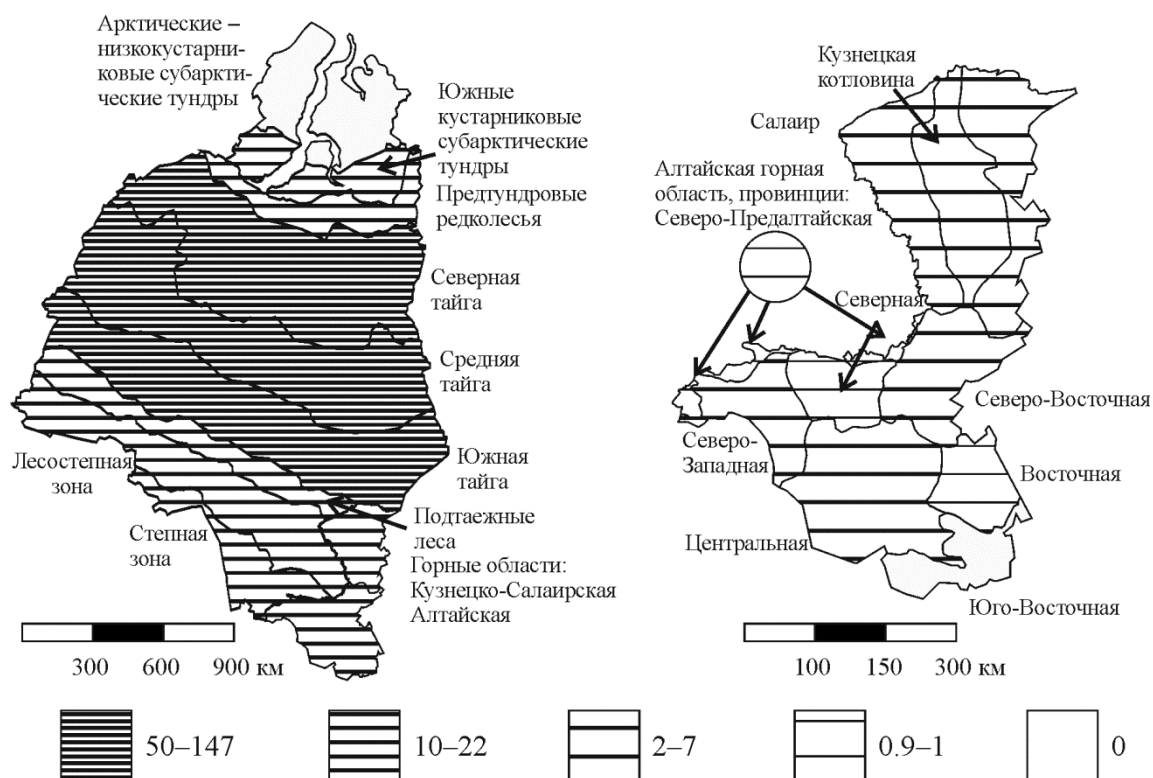 Арктические –
низкокустарни-
ковые субаркти-
ческие тундры
Южные
кустарниковые
субарктические
тундры
Предтундровые
редколесья
Северная
тайга
Средняя
тайга
Южная
тайга
Лесостепная
зона
Степная
зона
Подтаежные
леса
Горные области:
Кузнецко-Салаирская
Алтайская
300 600 900 км
Кузнецкая
котловина
Салаир
Алтайская горная
область, провинции:
Северо-Предалтайская
Северная
Северо-Восточная
Северо-
Западная
Восточная
Центральная
Юго-Восточная
100 150 300 км
50–147 10–22 2–7 0.9–1 0